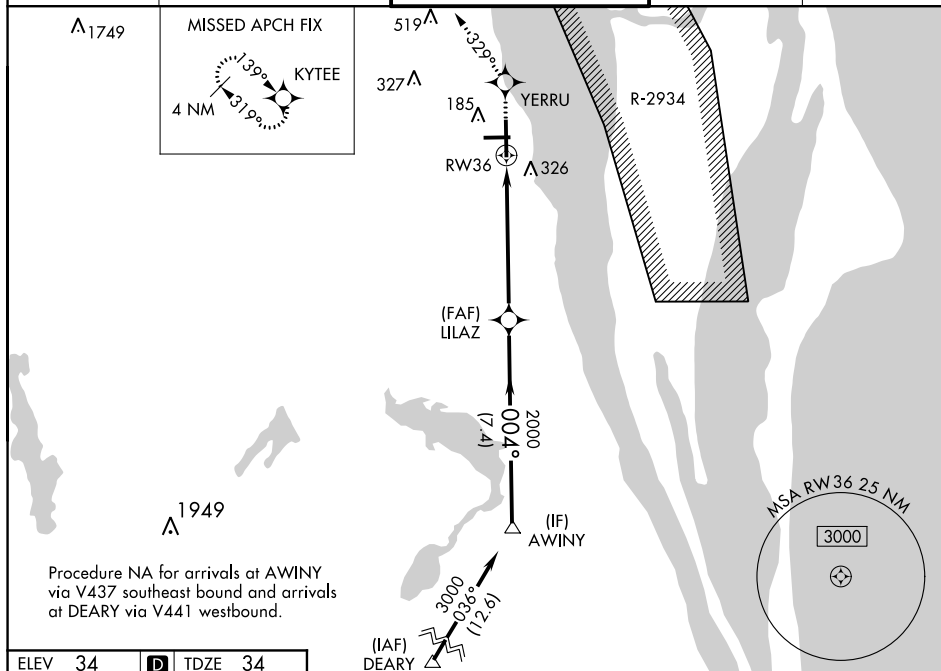 1749
MISSED APCH FIX
139°
KYTEE
4 NM
319°
519
329°
327
YERRU
185
R-2934
RW36
326
(FAF)
LILAZ
2000
004°
(7.4)
1949
(IF)
AWINY
MSA RW36 25 NM
3000
Procedure NA for arrivals at AWINY
via V437 southeast bound and arrivals
at DEARY via V441 westbound.
3000
036°
(12.6)
(IAF)
DEARY
ELEV 34 D TDZE 34